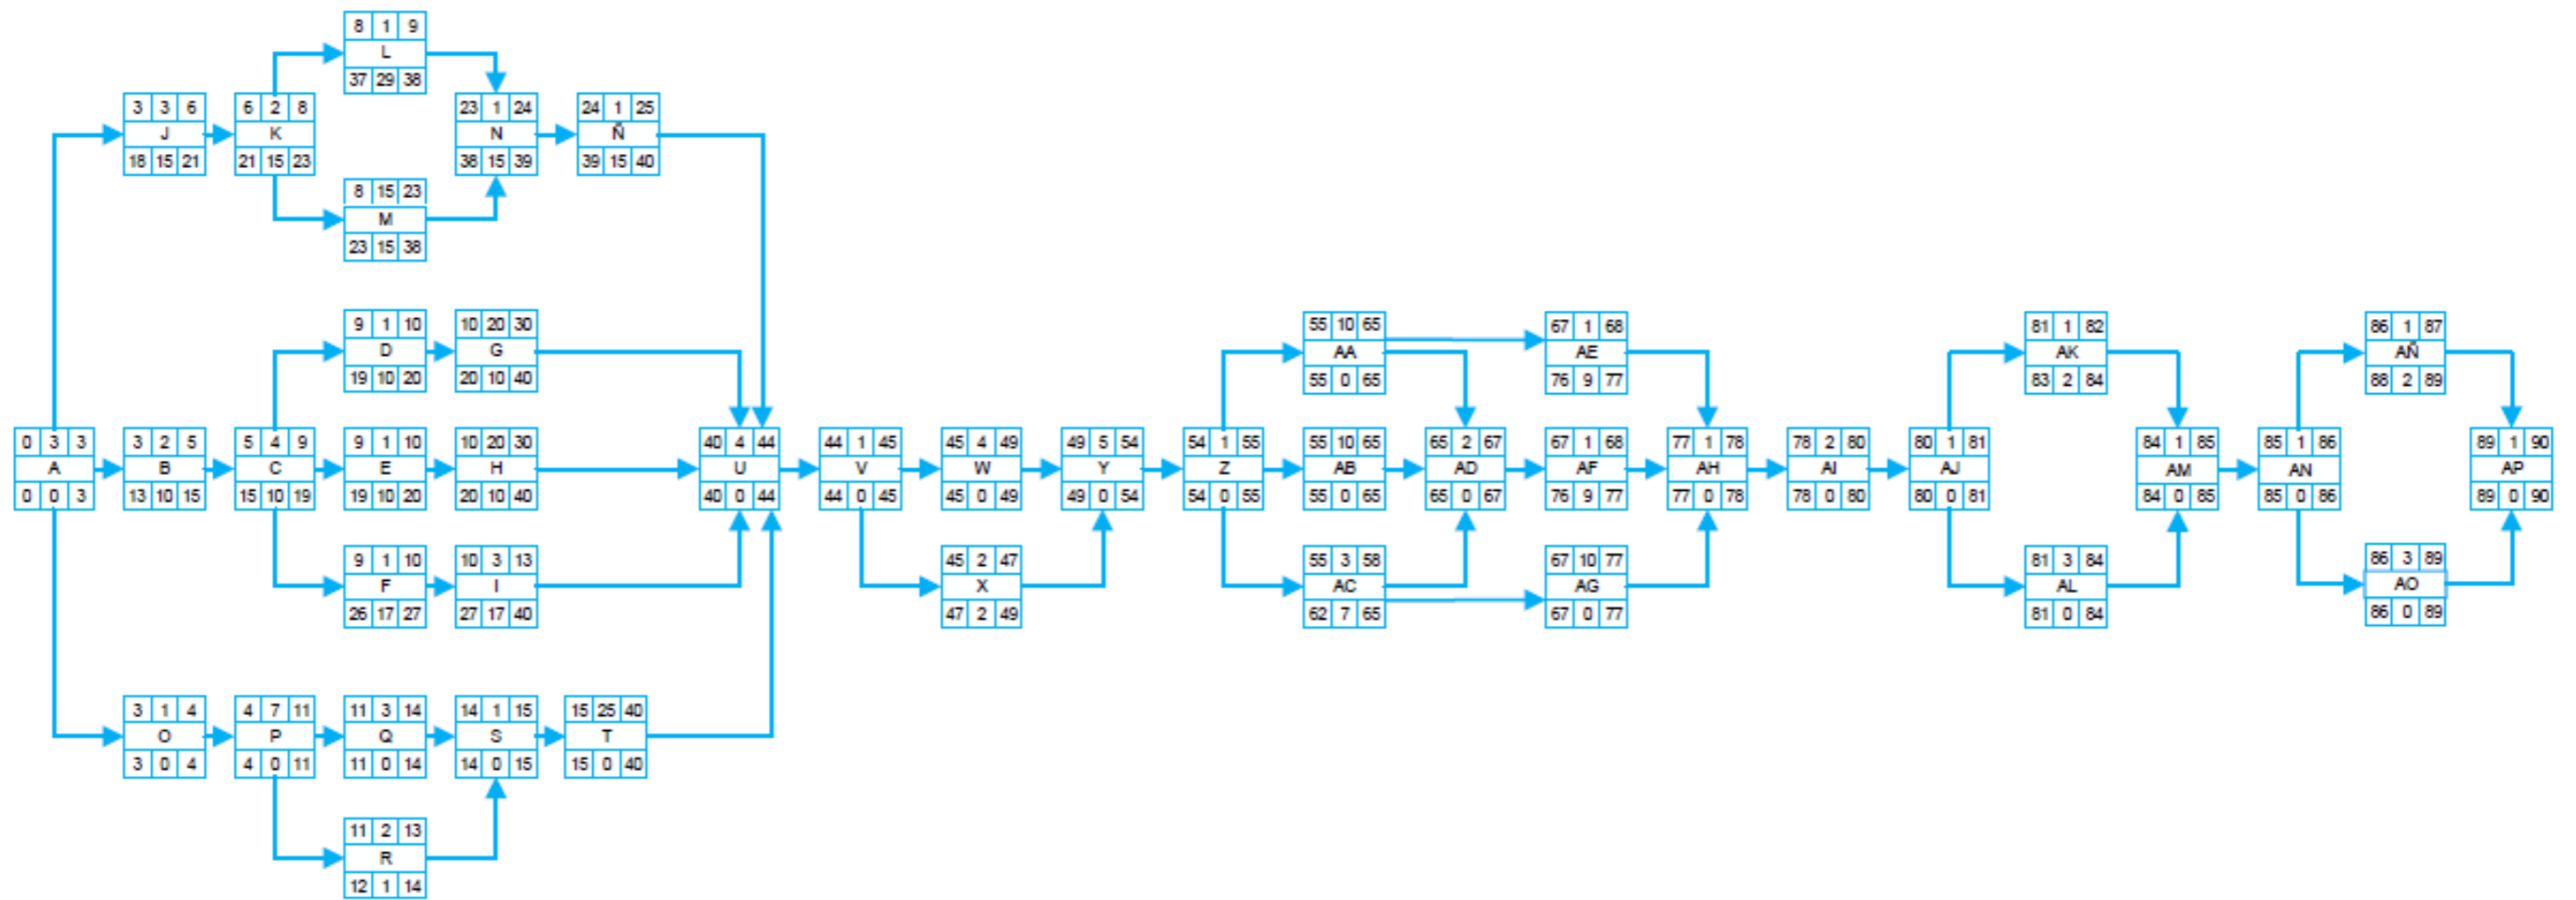 8 1 9
L
37 29 38
3 3 6
J
18 15 21
6 2 8
K
21 15 23
23 1 24
N
38 15 39
24 1 25
Ñ
39 15 40
8 15 23
M
23 15 38
9 1 10
D
19 10 20
10 20 30
G
20 10 40
0 3 3
A
0 0 3
3 2 5
B
13 10 15
5 4 9
C
15 10 19
9 1 10
E
19 10 20
10 20 30
H
20 10 40
9 1 10
F
26 17 27
10 3 13
I
27 17 40
3 1 4
O
3 0 4
4 7 11
P
4 0 11
11 3 14
Q
11 0 14
14 1 15
S
14 0 15
15 25 40
T
15 0 40
11 2 13
R
12 1 14
40 4 44
U
40 0 44
44 1 45
V
44 0 45
45 4 49
W
45 0 49
45 2 47
X
47 2 49
49 5 54
Y
49 0 54
54 1 55
Z
54 0 55
55 10 65
AA
55 0 65
55 10 65
AB
55 0 65
55 3 58
AC
62 7 65
65 2 67
AD
65 0 67
67 1 68
AE
76 9 77
67 1 68
AF
76 9 77
67 10 77
AG
67 0 77
77 1 78
AH
77 0 78
78 2 80
AI
78 0 80
80 1 81
AJ
80 0 81
81 1 82
AK
83 2 84
81 3 84
AL
81 0 84
84 1 85
AM
84 0 85
85 1 86
AN
85 0 86
86 1 87
AÑ
88 2 89
86 3 89
AO
86 0 89
89 1 90
AP
89 0 90